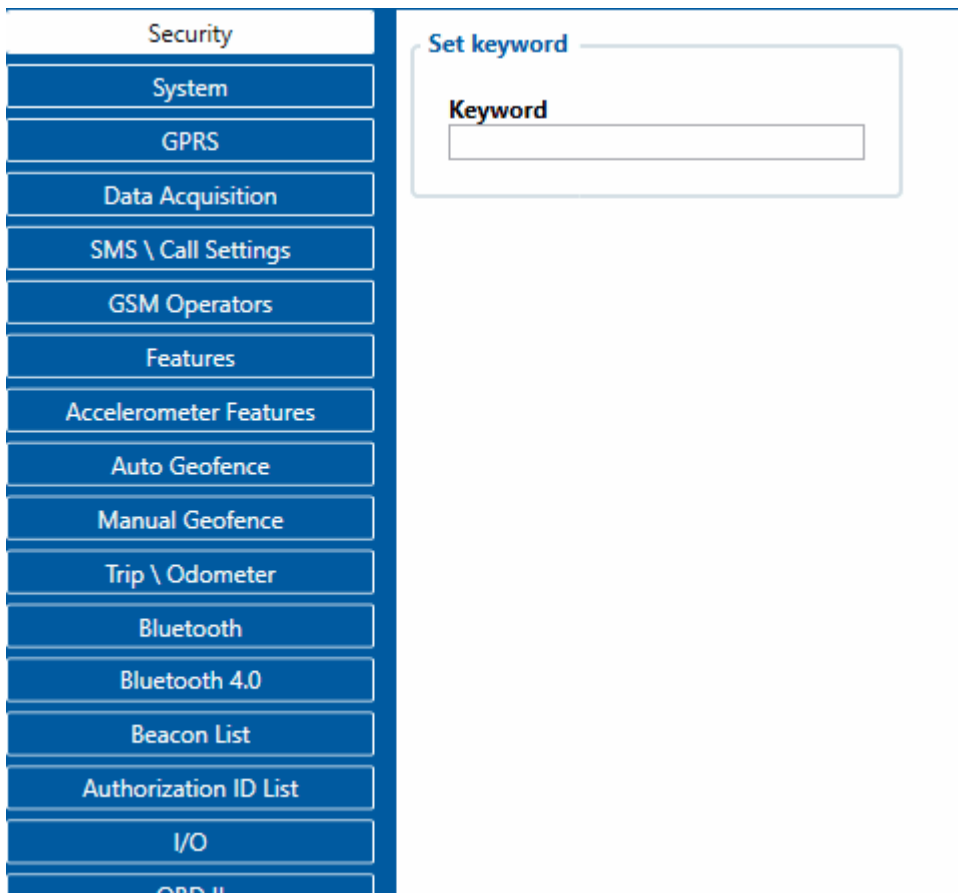 Security
System
GPRS
Data Acquisition
SMS \ Call Settings
GSM Operators
Features
Accelerometer Features
Auto Geofence
Manual Geofence
Trip \ Odometer
Bluetooth
Bluetooth 4.0
Beacon List
Authorization ID List
I/O
Set keyword
Keyword